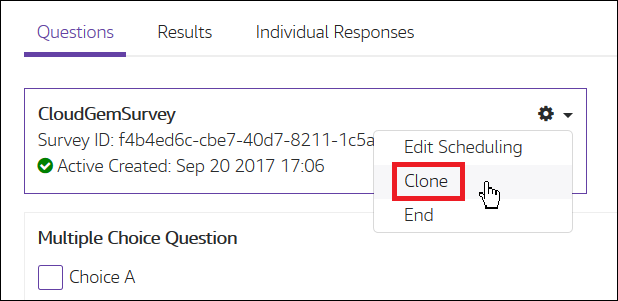 Questions Results Individual Responses
CloudGemSurvey
Survey ID: f4b4ed6c-cbe7-40d7-8211-1c5a
Active Created: Sep 20 2017 17:06
Edit Scheduling
Clone
End
Multiple Choice Question
Choice A